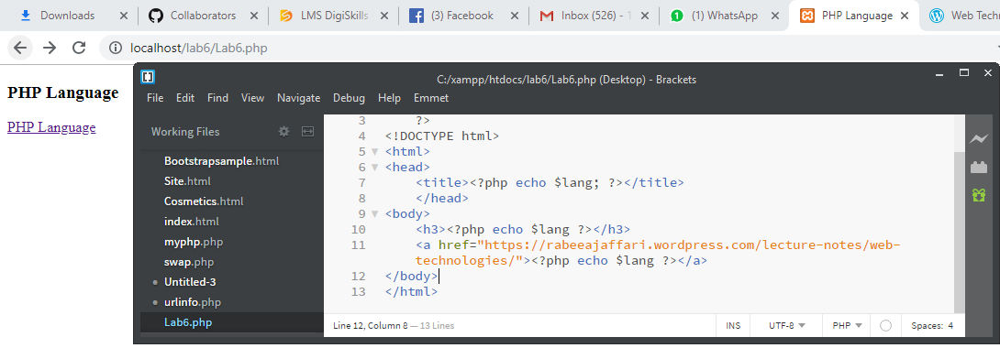 Downloads
Collaborators
LMS DigiSkills
(3) Facebook
Inbox (526) - 1
(1) WhatsApp
PHP Language
Web Techn
localhost/lab6/Lab6.php
PHP Language
PHP Language
C:/xampp/htdocs/lab6/Lab6.php (Desktop) - Brackets
File Edit Find View Navigate Debug Help Emmet
Working Files
Bootstrapsample.html
Site.html
Cosmetics.html
index.html
myphp.php
swap.php
Untitled-3
urlinfo.php
Lab6.php
3 ?>
4 <!DOCTYPE html>
5 <html>
6 <head>
7 <title><?php echo $lang; ?></title>
8 </head>
9 <body>
10 <h3><?php echo $lang ?></h3>
11 <a href="https://rabeeajaffari.wordpress.com/lecture-notes/web-
technologies/"><?php echo $lang ?></a>
12 </body>
13 </html>
Line 12, Column 8 — 13 Lines
INS
UTF-8
PHP
Spaces: 4